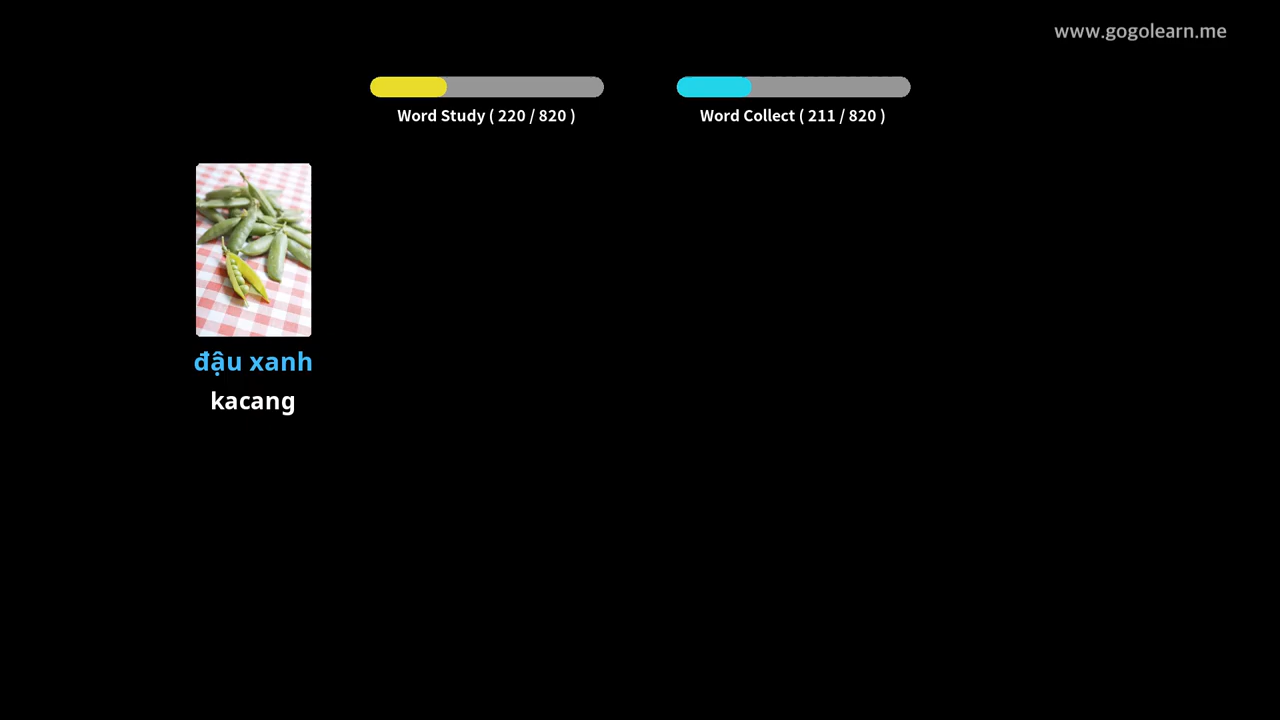 www.gogolearn.me
Word Study ( 220 / 820 )
Word Collect ( 211 / 820 )
đậu xanh
kacang